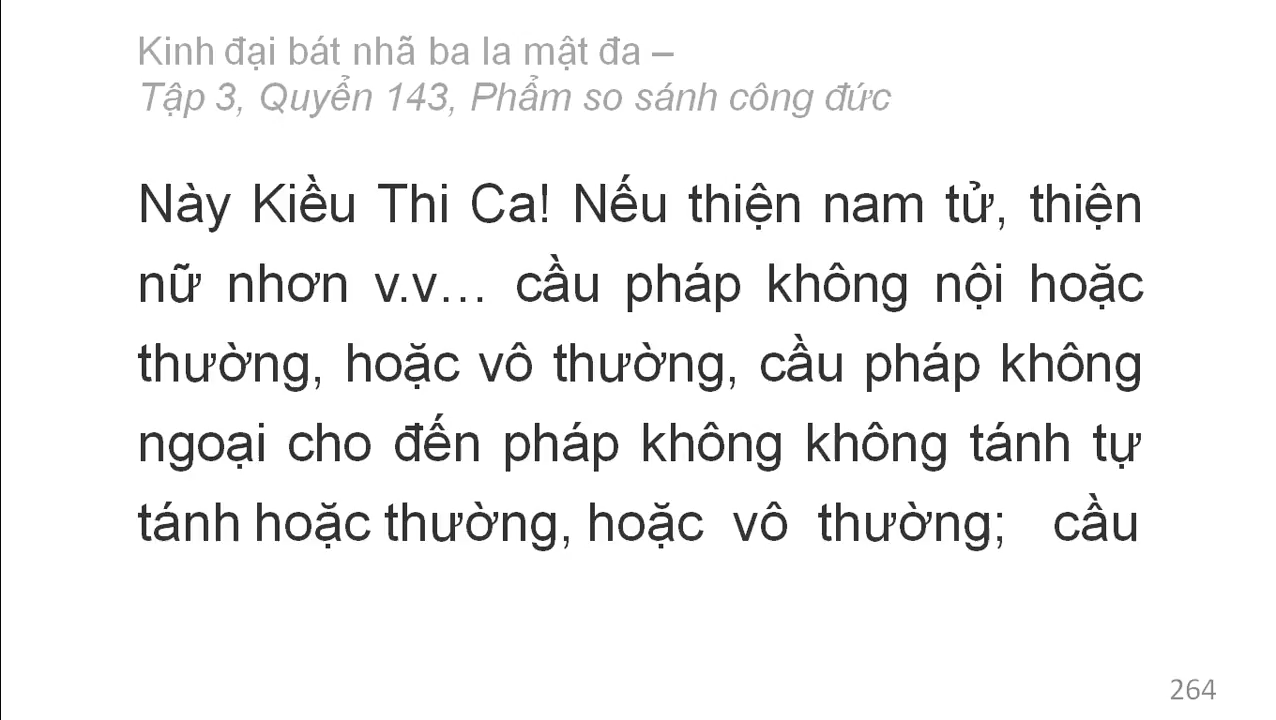 Kinh đại bát nhã ba la mật đa –
Tập 3, Quyển 143, Phẩm so sánh công đức
Này Kiều Thi Ca! Nếu thiện nam tử, thiện
nữ nhơn v.v… cầu pháp không nội hoặc
thường, hoặc vô thường, cầu pháp không
ngoại cho đến pháp không không tánh tự
tánh hoặc thường, hoặc vô thường; cầu
264